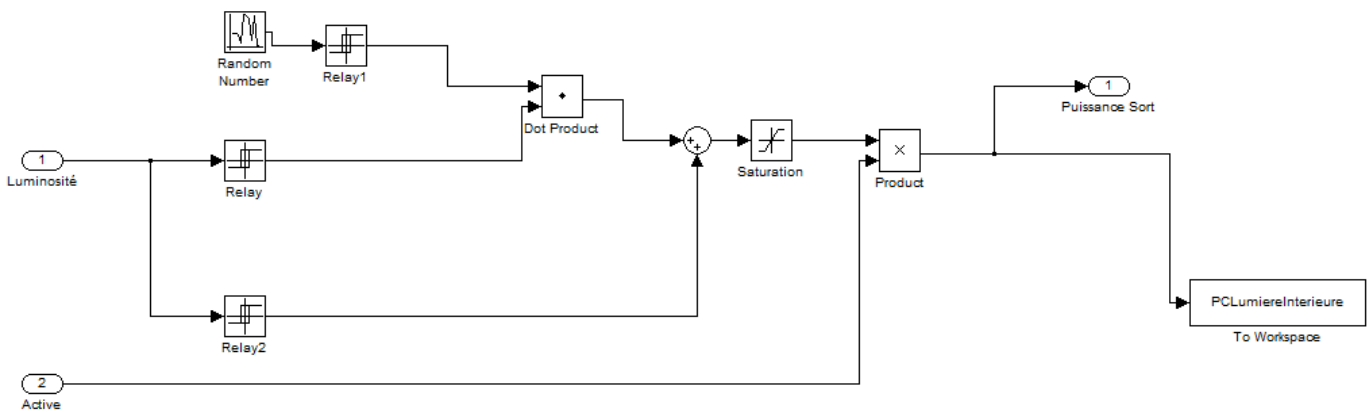 Random
Number
Relay1
Dot Product
1
Puissance Sort
1
Luminosité
Relay
Saturation
Product
PCLumiereInterieure
To Workspace
Relay2
2
Active